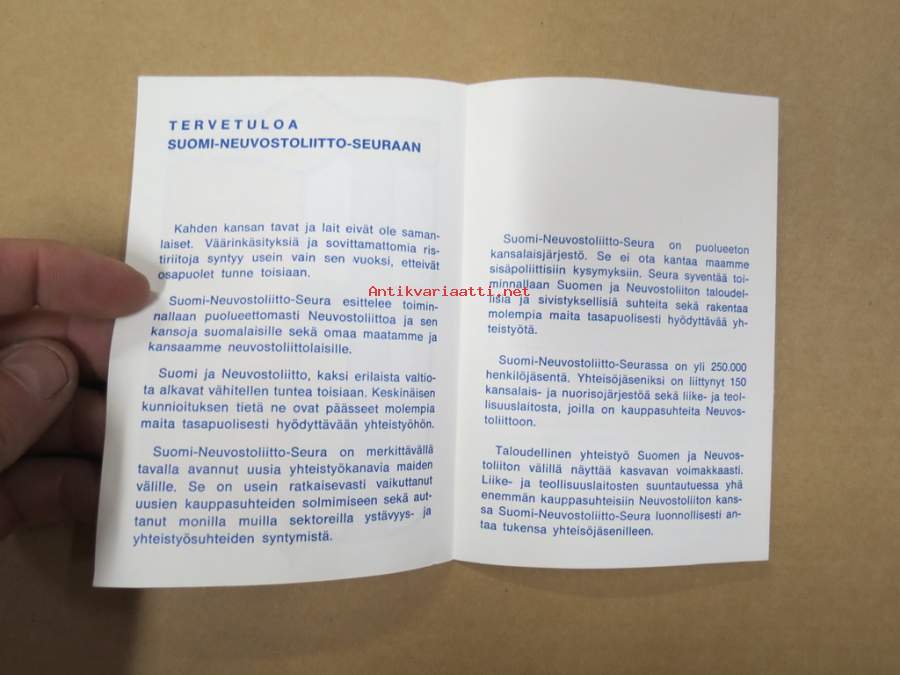 TERVETULOA
SUOMI-NEUVOSTOLIITTO-SEURAAN
Kahden kansan tavat ja lait eivät ole saman-
laiset. Väärinkäsityksiä ja sovittamattomia ris-
tiriitoja syntyy usein vain sen vuoksi, etteivät
osapuolet tunne toisiaan.
Suomi-Neuvostoliitto-Seura esittelee toimin-
nallaan puolueettomasti Neuvostoliittoa ja sen
kansoja suomalaisille sekä omaa maatamme ja
kansaamme neuvostoliittolaisille.
Suomi ja Neuvostoliitto, kaksi erilaista valtio-
ta alkavat vähitellen tuntea toisiaan. Keskinäisen
kunnioituksen tietä ne ovat päässeet molempia
maita tasapuolisesti hyödyttävään yhteistyöhön.
Suomi-Neuvostoliitto-Seura on merkittävällä
tavalla avannut uusia yhteistyökanavia maiden
välille. Se on usein ratkaisevasti vaikuttanut
uusien kauppasuhteiden solmimiseen sekä aut-
tanut monilla muilla sektoreilla ystävyys- ja
yhteistyösuhteiden syntymistä.
Suomi-Neuvostoliitto-Seura on puolueeton
kansalaisjärjestö. Se ei ota kantaa maamme
sisäpoliittisiin kysymyksiin. Seura syventää toi-
minnallaan Suomen ja Neuvostoliiton taloudel-
lisia ja sivistyksellisiä suhteita sekä rakentaa
molempia maita tasapuolisesti hyödyttävää yh-
teistyötä.
Suomi-Neuvostoliitto-Seurassa on yli 250.000
henkilöjäsentä. Yhteisöjäseniksi on liittynyt 150
kansalais- ja nuorisojärjestöä sekä liike- ja teol-
lisuuslaitosta, joilla on kauppasuhteita Neuvos-
toliittoon.
Taloudellinen yhteistyö Suomen ja Neuvos-
toliiton välillä näyttää kasvavan voimakkaasti.
Liike- ja teollisuuslaitosten suuntautuessa yhä
enemmän kauppasuhteisiin Neuvostoliiton kans-
sa Suomi-Neuvostoliitto-Seura luonnollisesti an-
taa tukensa yhteisöjäsenilleen.
Antikvariaatti.net